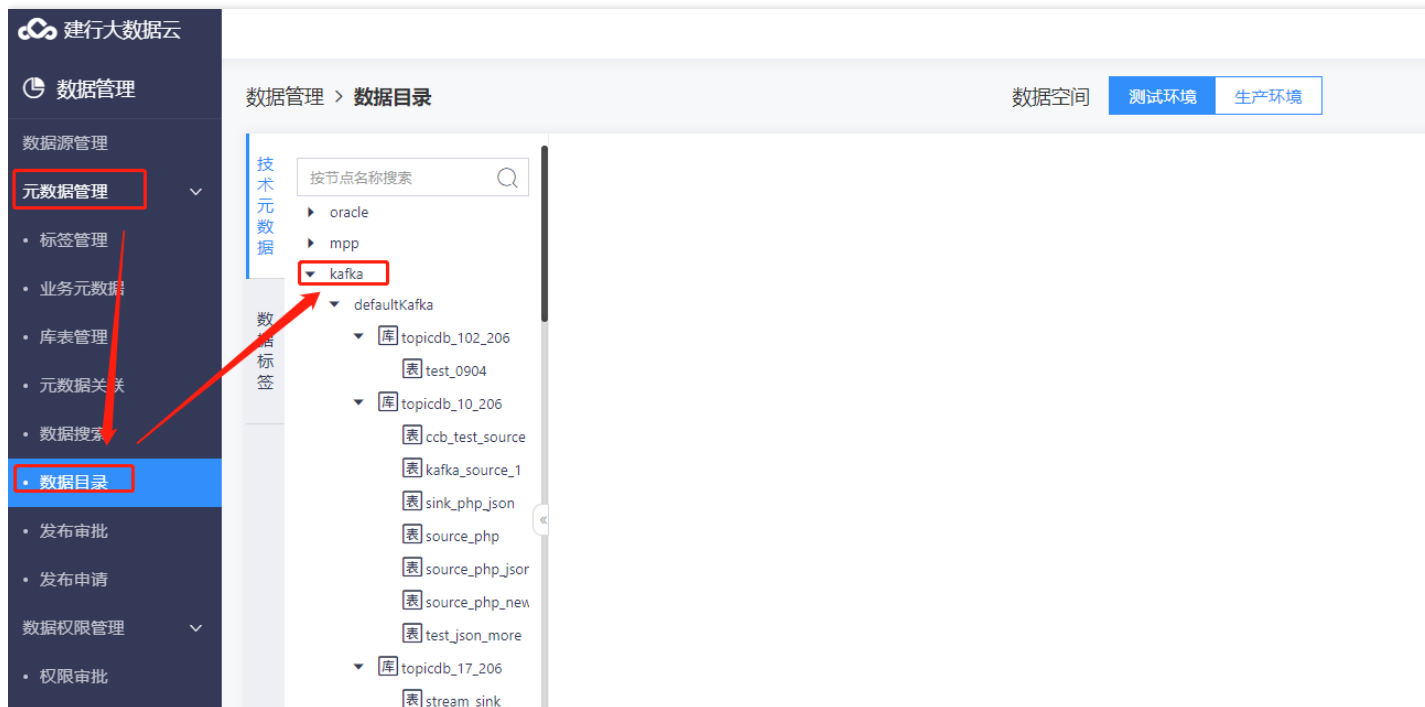 建行大数据云
数据管理
数据源管理
元数据管理
标签管理
业务元数据
库表管理
元数据关联
数据搜索
数据目录
发布审批
发布申请
数据权限管理
权限审批
数据管理 > 数据目录
数据空间 测试环境 生产环境
技术元数据
数据标签
按节点名称搜索
oracle
mpp
kafka
defaultKafka
库 topicdb_102_206
表 test_0904
库 topicdb_10_206
表 ccb_test_source
表 kafka_source_1
表 sink_php_json
表 source_php
表 source_php_jsor
表 source_php_new
表 test_json_more
库 topicdb_17_206
表 stream_sink